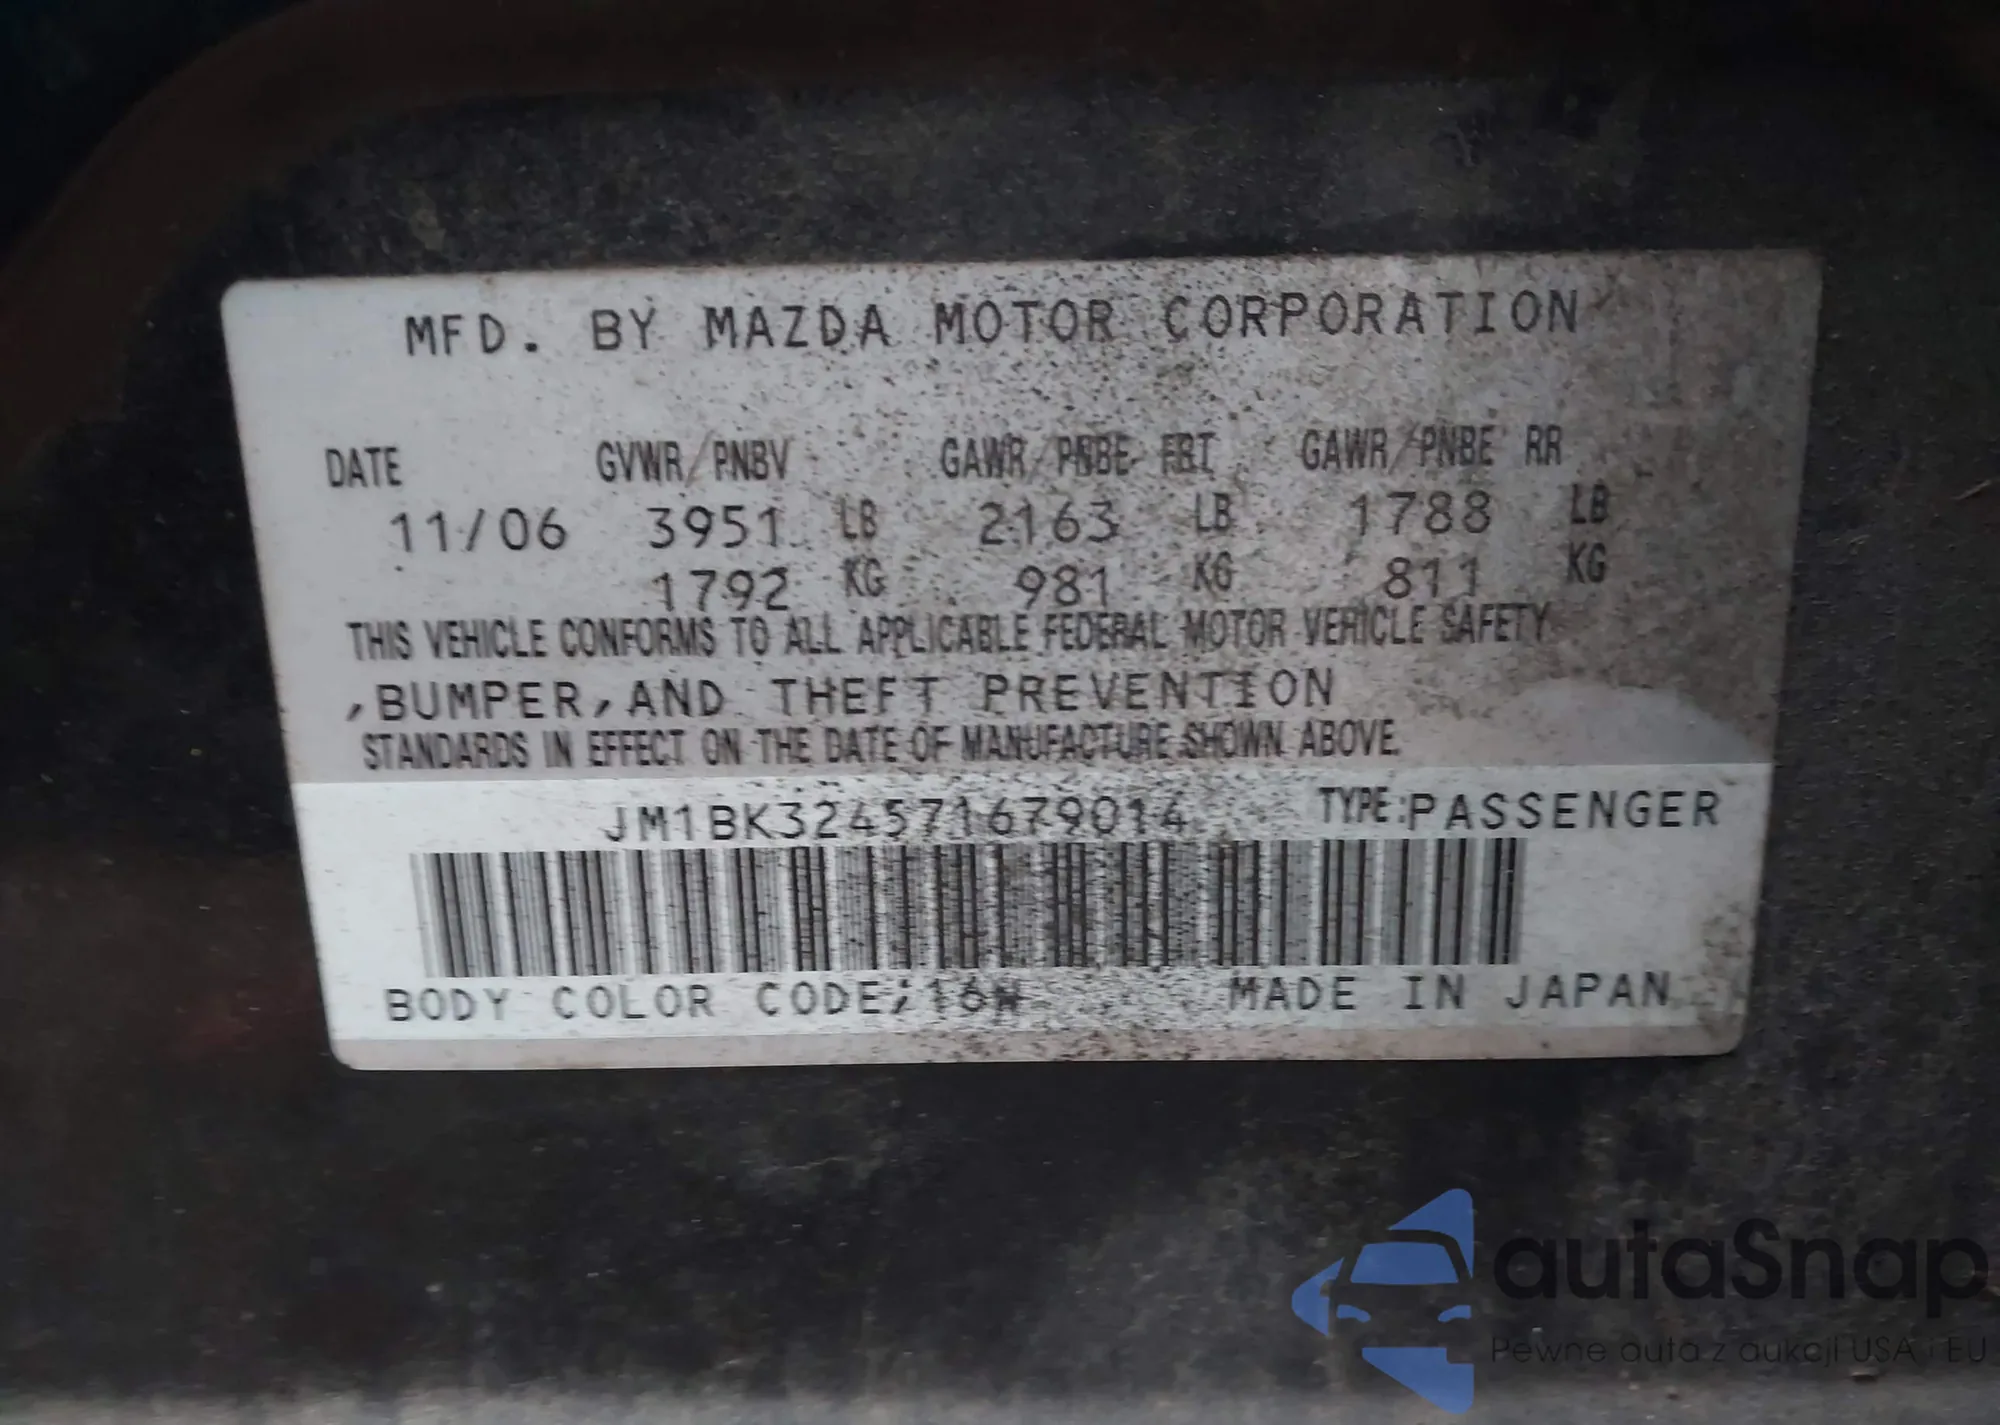 MFD. BY MAZDA MOTOR CORPORATION
DATE GVWR/PNBV GAWR/PNBE FRT GAWR/PNBE RR
11/06 3951 LB 2163 LB 1788 LB
1792 KG 981 KG 811 KG
THIS VEHICLE CONFORMS TO ALL APPLICABLE FEDERAL MOTOR VEHICLE SAFETY
,BUMPER,AND THEFT PREVENTION
STANDARDS IN EFFECT ON THE DATE OF MANUFACTURE SHOWN ABOVE.
JM1BK324571679014 TYPE:PASSENGER
BODY COLOR CODE;16W MADE IN JAPAN
autaSnap
Pewne auta z aukcji USA i EU